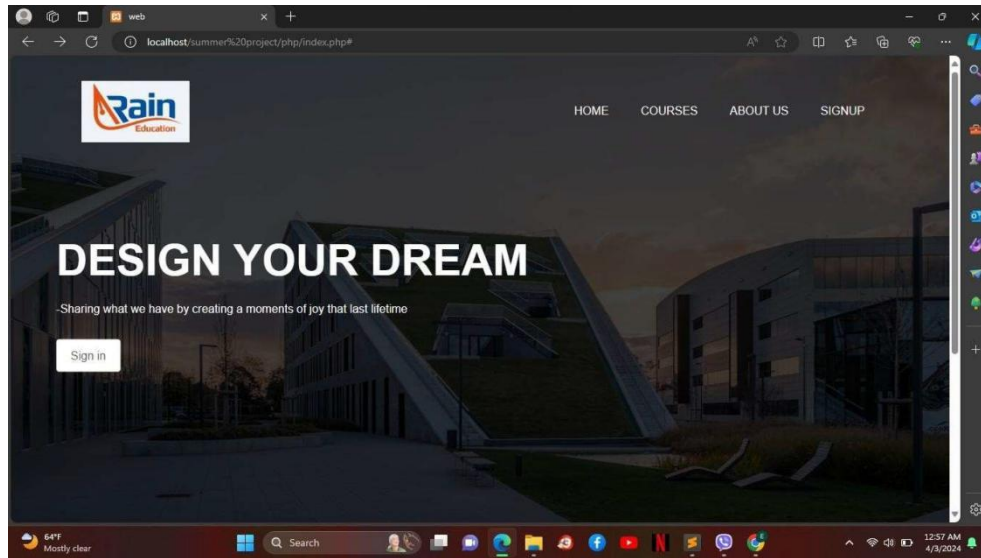 web
localhost/summer%20project/php/index.php#
Rain
Education
HOME COURSES ABOUT US SIGNUP
DESIGN YOUR DREAM
-Sharing what we have by creating a moments of joy that last lifetime
Sign in
64°F
Mostly clear
Search
12:57 AM
4/3/2024